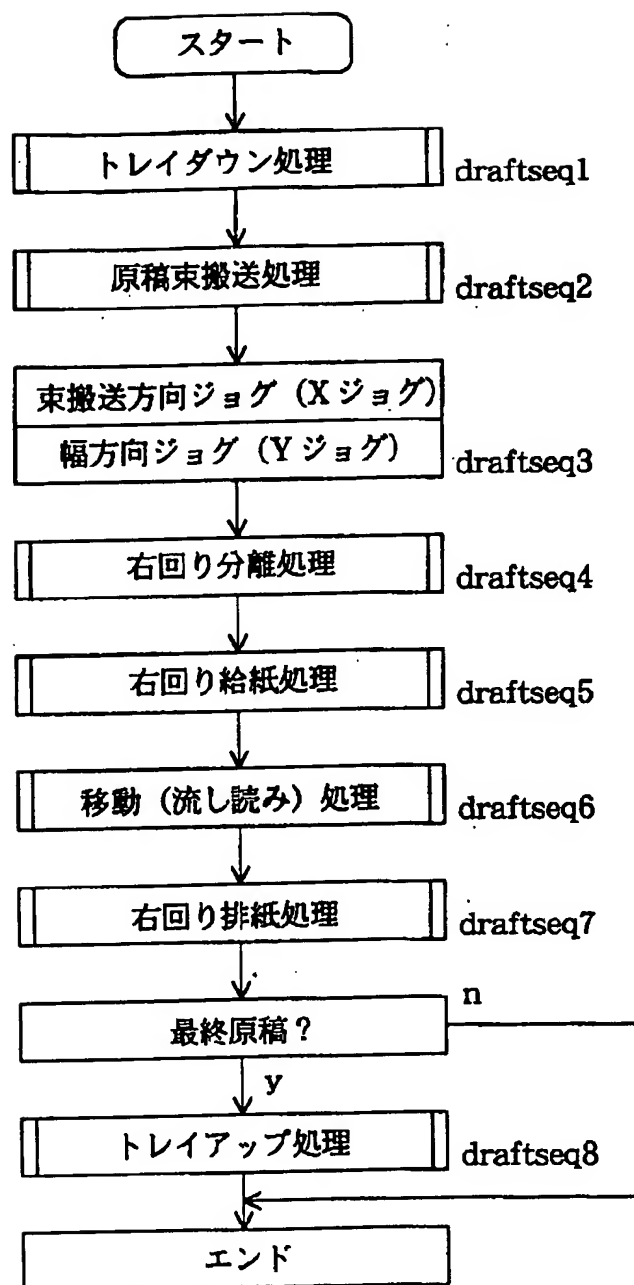 スタート
トレイダウン処理
draftseq1
原稿束搬送処理
draftseq2
束搬送方向ジョグ（Xジョグ）
幅方向ジョグ（Yジョグ）
draftseq3
右回り分離処理
draftseq4
右回り給紙処理
draftseq5
移動（流し読み）処理
draftseq6
右回り排紙処理
draftseq7
最終原稿？
n
y
トレイアップ処理
draftseq8
エンド